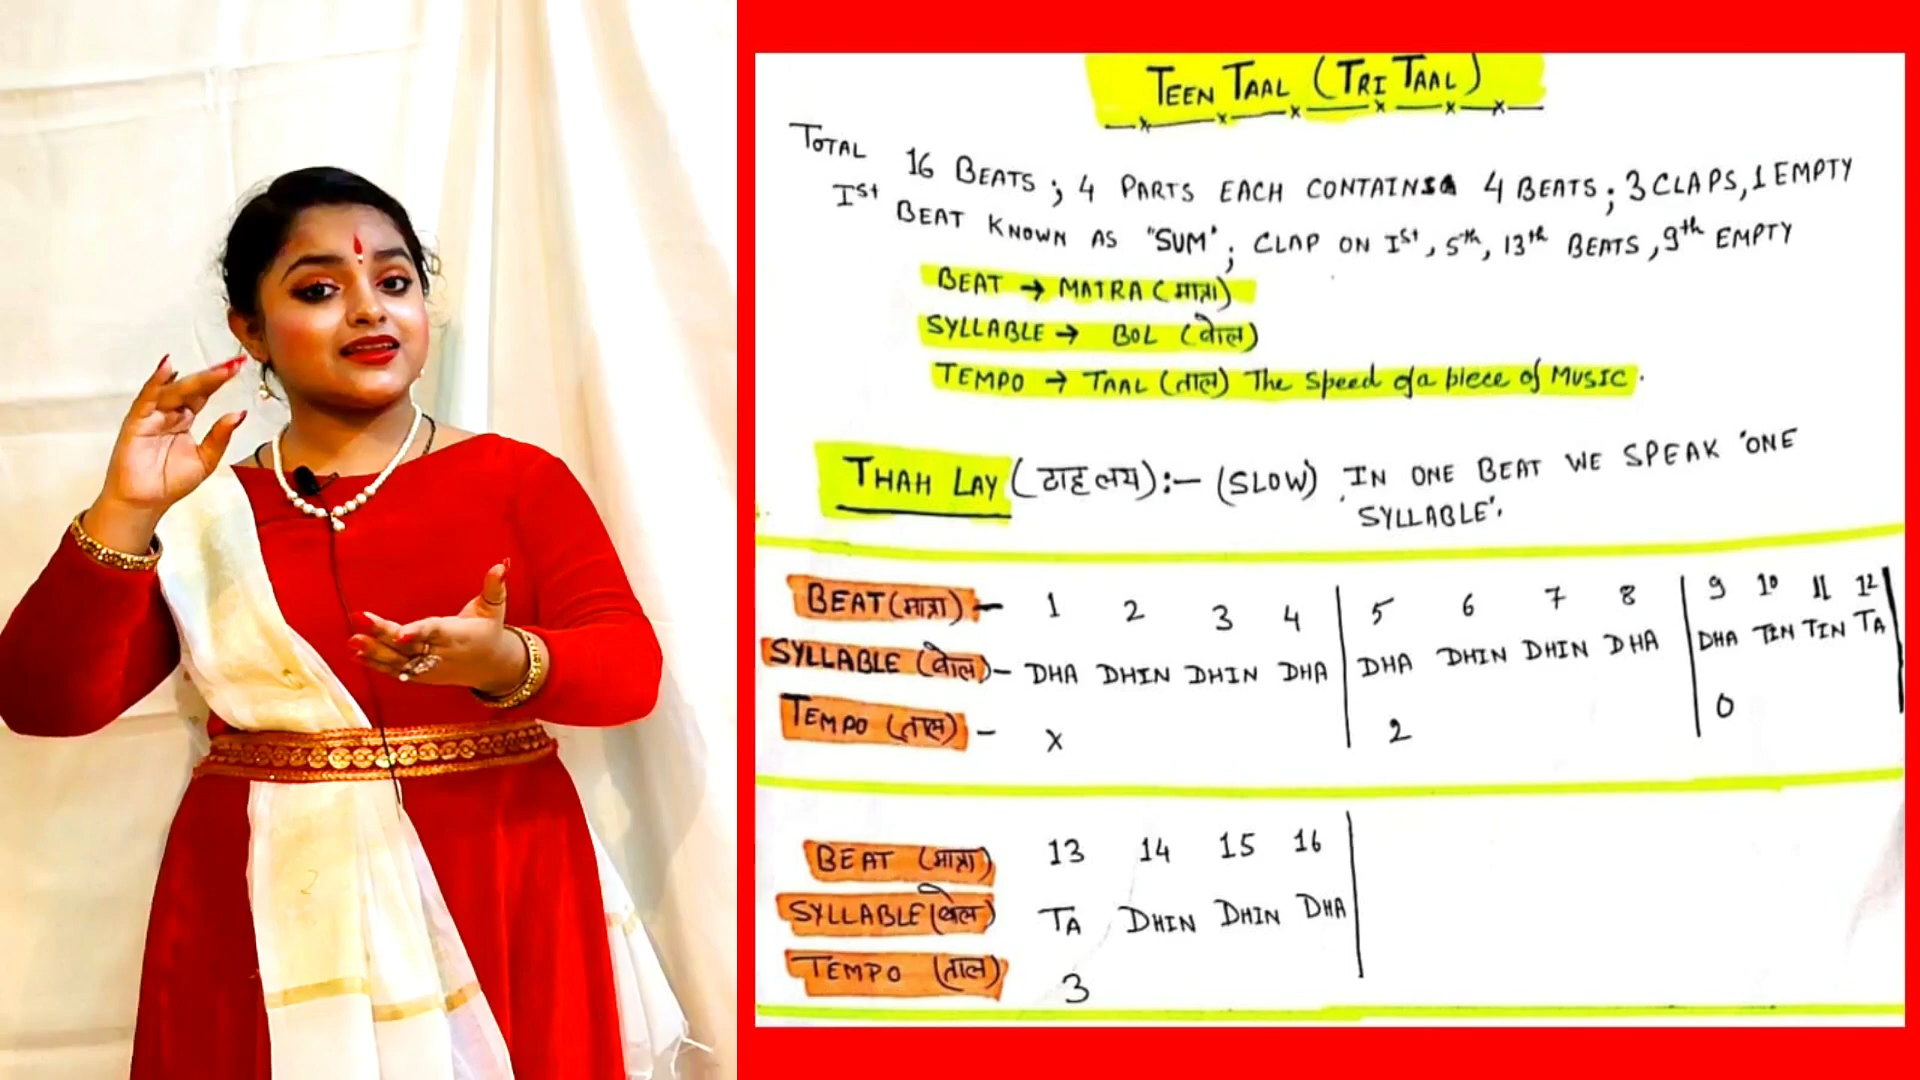 TEEN TAAL (TRI TAAL)
TOTAL 16 BEATS; 4 PARTS EACH CONTAINS 4 BEATS; 3 CLAPS, 1 EMPTY
Ist BEAT KNOWN AS "SUM"; CLAP ON Ist, 5th, 13th BEATS, 9th EMPTY
BEAT → MATRA (मात्रा)
SYLLABLE → BOL (बोल)
TEMPO → TAAL (ताल) The Speed of a piece of MUSIC.
THAH LAY (ठाह लय):- (SLOW) IN ONE BEAT WE SPEAK 'ONE
'SYLLABLE'.
BEAT (मात्रा) - 1 2 3 4 | 5 6 7 8 | 9 10 11 12 |
SYLLABLE (बोल) - DHA DHIN DHIN DHA | DHA DHIN DHIN DHA | DHA TIN TIN TA |
TEMPO (ताल) - X | 2 | 0 |
BEAT (मात्रा) 13 14 15 16 |
SYLLABLE (बोल) TA DHIN DHIN DHA |
TEMPO (ताल) 3 |